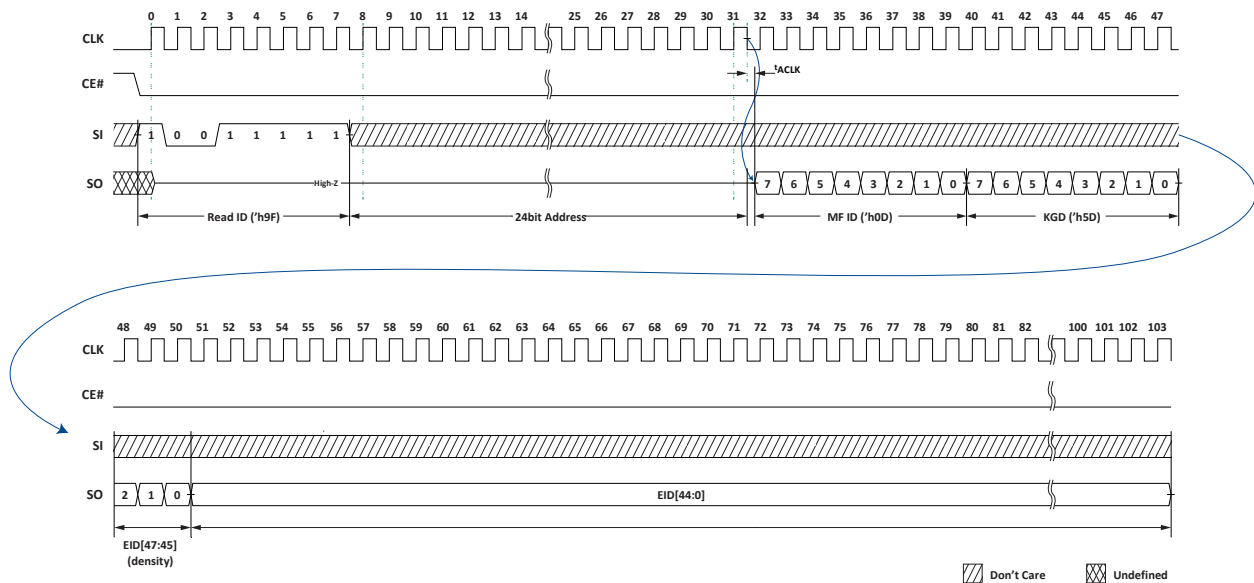 0 1 2 3 4 5 6 7 8 9 10 11 12 13 14 25 26 27 28 29 30 31 32 33 34 35 36 37 38 39 40 41 42 43 44 45 46 47
CLK
tACLK
CE#
SI 1 0 0 1 1 1 1 1
SO High-Z 7 6 5 4 3 2 1 0 7 6 5 4 3 2 1 0
Read ID ('h9F) 24bit Address MF ID ('h0D) KGD ('h5D)
48 49 50 51 52 53 54 55 56 57 58 59 60 61 62 63 64 65 66 67 68 69 70 71 72 73 74 75 76 77 78 79 80 81 82 100 101 102 103
CLK
CE#
SI
SO 2 1 0 EID[44:0]
EID[47:45]
(density)
Don't Care Undefined